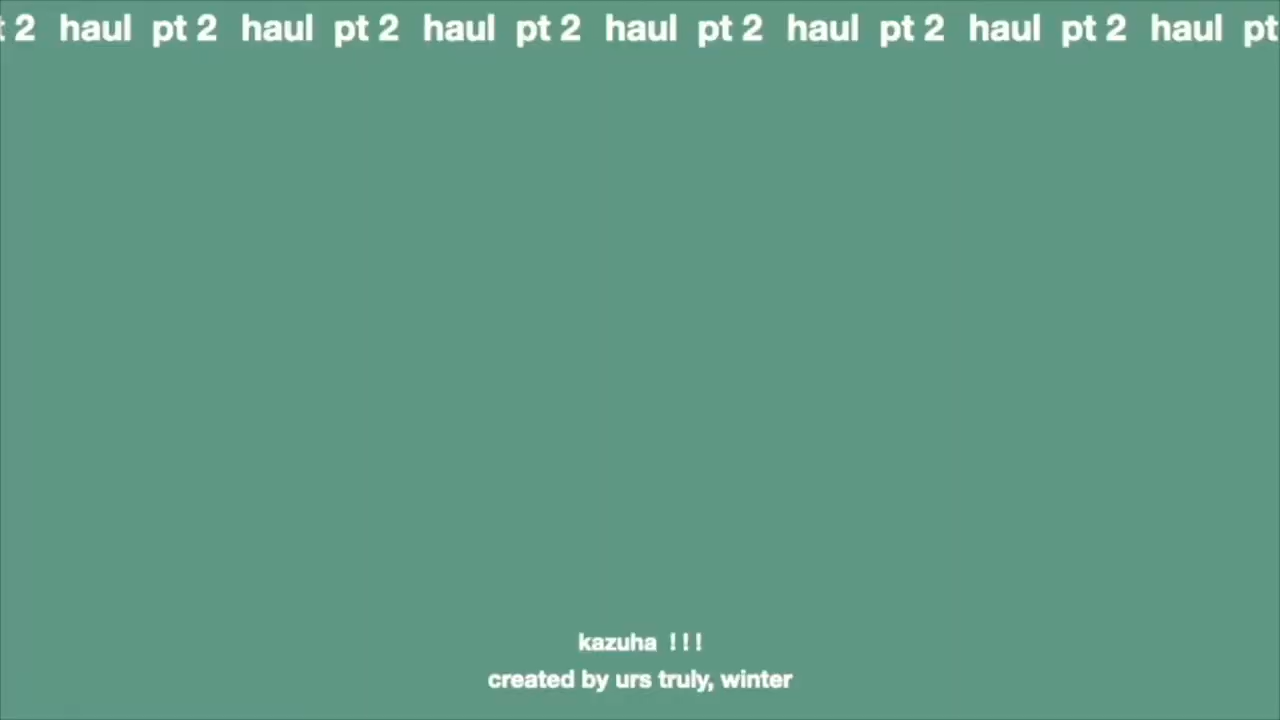 2 haul pt 2 haul pt 2 haul pt 2 haul pt 2 haul pt 2 haul pt 2 haul pt
kazuha !!!
created by urs truly, winter